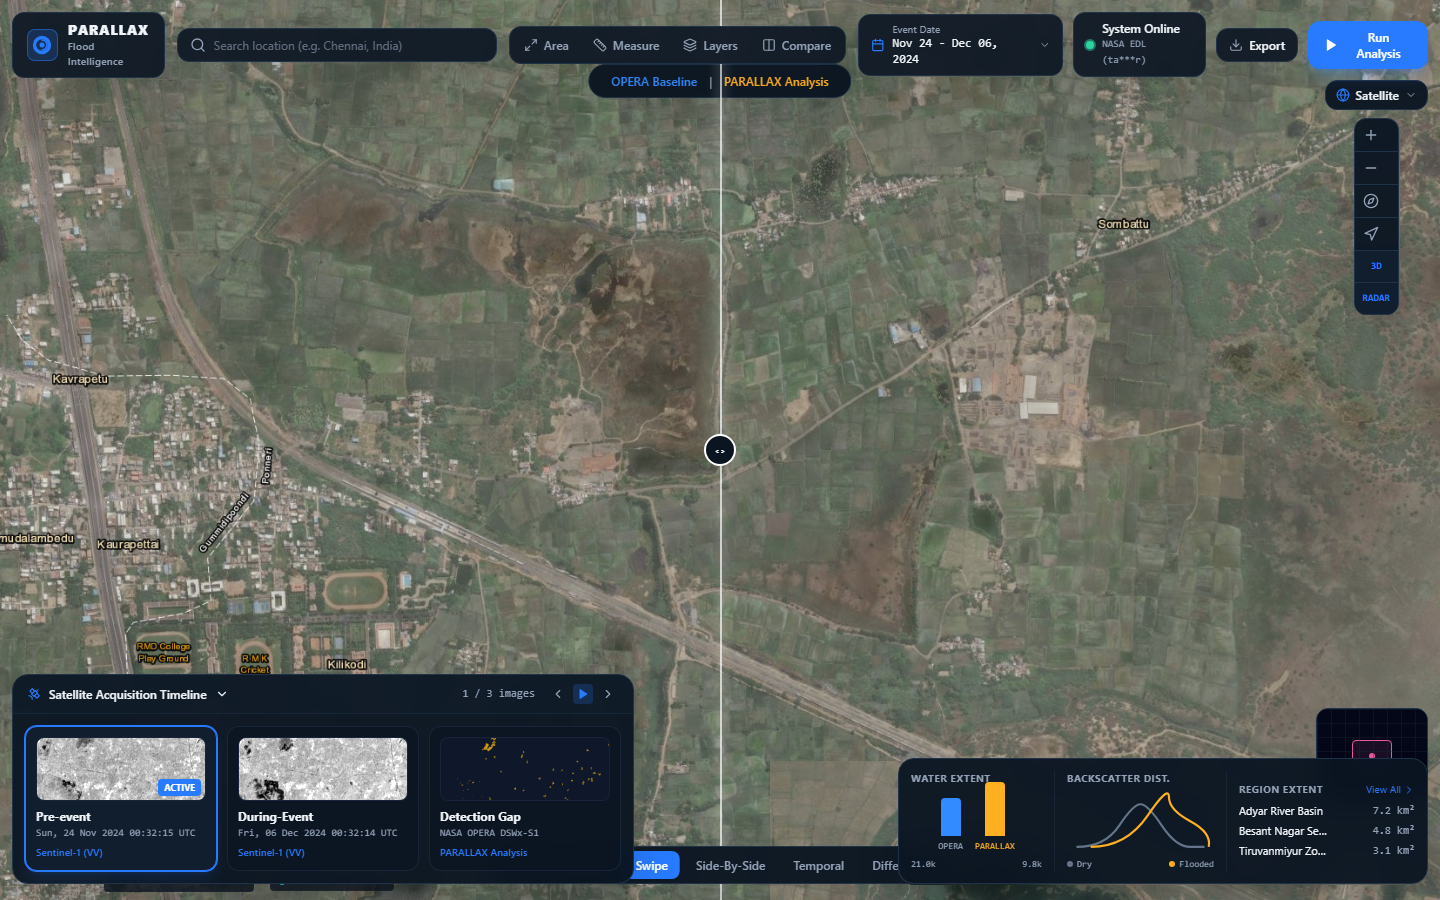 PARALLAX
Flood
Intelligence
Search location (e.g. Chennai, India)
Area
Measure
Layers
Compare
Event Date
Nov 24 - Dec 06,
2024
System Online
NASA EDL
(ta***r)
Export
Run
Analysis
OPERA Baseline | PARALLAX Analysis
Satellite
3D
RADAR
Sombattu
Kavrapetu
Ponneri
Gummidipoondi
mudalambedu
Kaurapettai
RMD College
Play Ground
R M K
Cricket
Kilikodi
Satellite Acquisition Timeline
1 / 3 images
ACTIVE
Pre-event
Sun, 24 Nov 2024 00:32:15 UTC
Sentinel-1 (VV)
During-Event
Fri, 06 Dec 2024 00:32:14 UTC
Sentinel-1 (VV)
Detection Gap
NASA OPERA DSWx-S1
PARALLAX Analysis
Swipe
Side-By-Side
Temporal
Diffe
WATER EXTENT
OPERA
PARALLAX
21.0k
9.8k
BACKSCATTER DIST.
Dry
Flooded
REGION EXTENT
View All
Adyar River Basin 7.2 km²
Besant Nagar Se... 4.8 km²
Tiruvanmiyur Zo... 3.1 km²